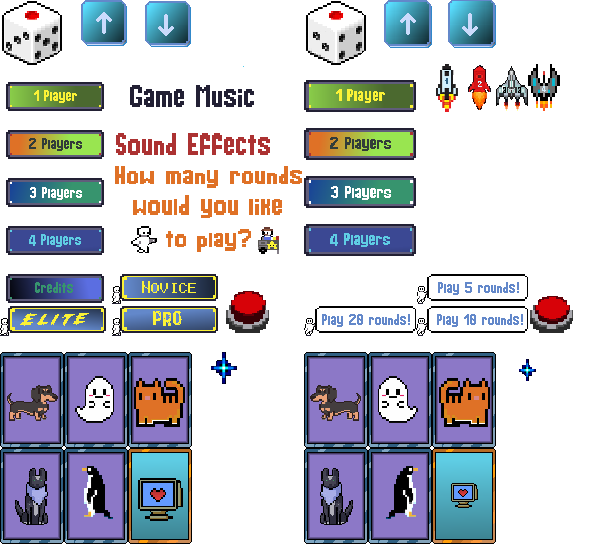 1 Player
Game Music
1 Player
1
2
2 Players
Sound Effects
2 Players
How many rounds
3 Players
would you like
3 Players
4 Players
to play?
4 Players
Credits
NOVICE
Play 5 rounds!
ELITE
PRO
Play 20 rounds!
Play 10 rounds!